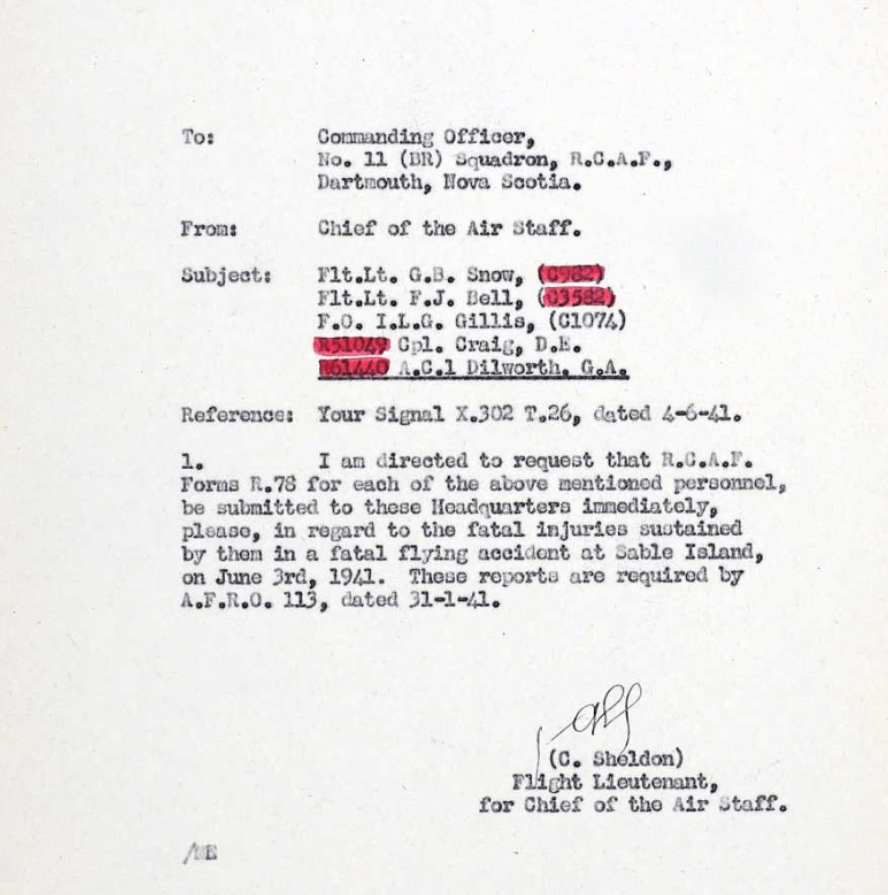 To: Commanding Officer,
No. 11 (BR) Squadron, R.C.A.F.,
Dartmouth, Nova Scotia.
From: Chief of the Air Staff.
Subject: Flt.Lt. G.B. Snow, (C982)
Flt.Lt. F.J. Bell, (C3582)
F.O. I.L.G. Gillis, (C1074)
R51049 Cpl. Craig, D.E.
R61440 A.C.1 Dilworth, G.A.
Reference: Your Signal X.302 T.26, dated 4-6-41.
1. I am directed to request that R.C.A.F.
Forms R.78 for each of the above mentioned personnel,
be submitted to these Headquarters immediately,
please, in regard to the fatal injuries sustained
by them in a fatal flying accident at Sable Island,
on June 3rd, 1941. These reports are required by
A.F.R.O. 113, dated 31-1-41.
(C. Sheldon)
Flight Lieutenant,
for Chief of the Air Staff.